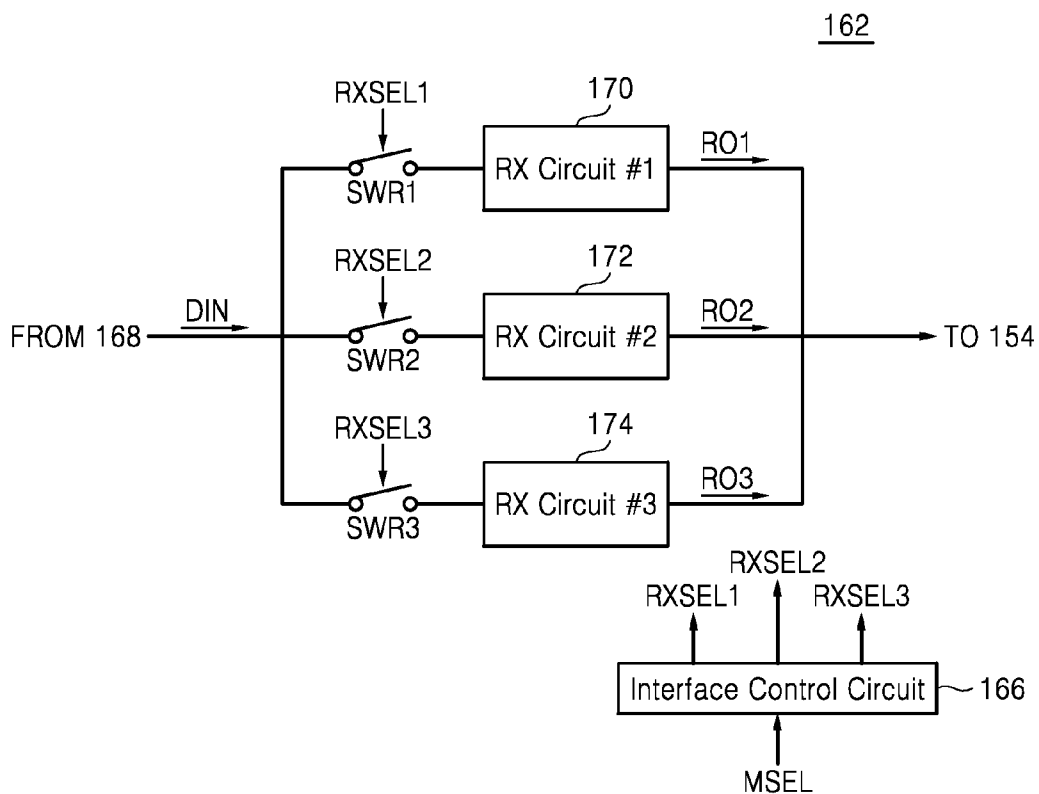 162
RXSEL1
170
SWR1
RX Circuit #1
RO1
RXSEL2
172
FROM 168
DIN
SWR2
RX Circuit #2
RO2
TO 154
RXSEL3
174
SWR3
RX Circuit #3
RO3
RXSEL1
RXSEL2
RXSEL3
Interface Control Circuit
166
MSEL